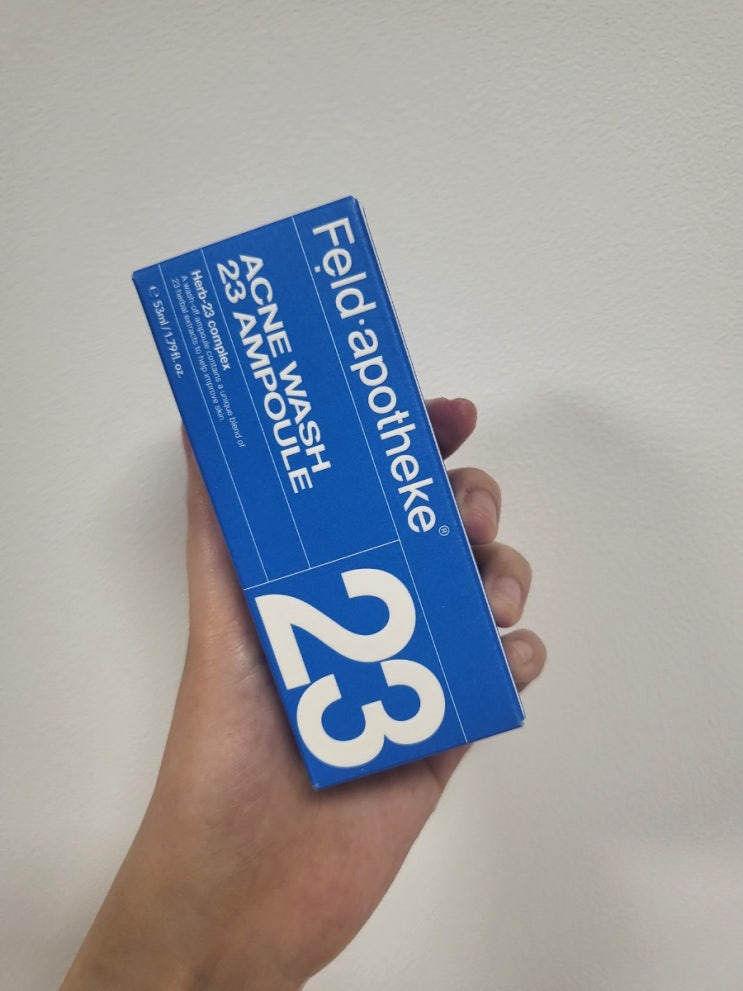 Fẹld·apotheke®
ACNE WASH
23 AMPOULE
Herb-23 complex
A wash-off ampoule contains a unique blend of
23 herbal extracts to help improve skin.
℮ 53ml/1.79fl.oz.
23